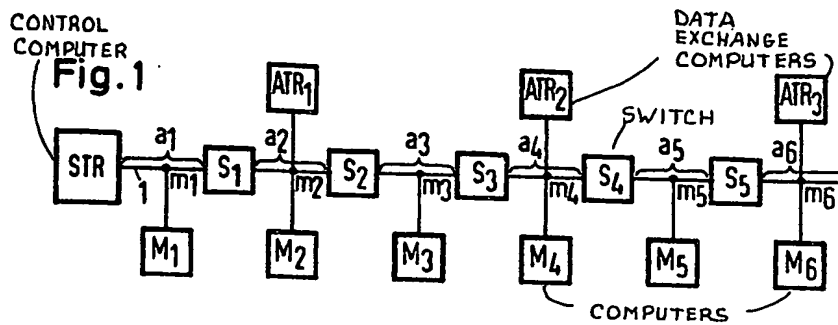 CONTROL
COMPUTER
Fig.1
DATA
EXCHANGE
COMPUTERS
ATR1
ATR2
ATR3
SWITCH
a1 a2 a3 a4 a5 a6
STR 1 m1 S1 m2 S2 m3 S3 m4 S4 m5 S5 m6
M1 M2 M3 M4 M5 M6
COMPUTERS